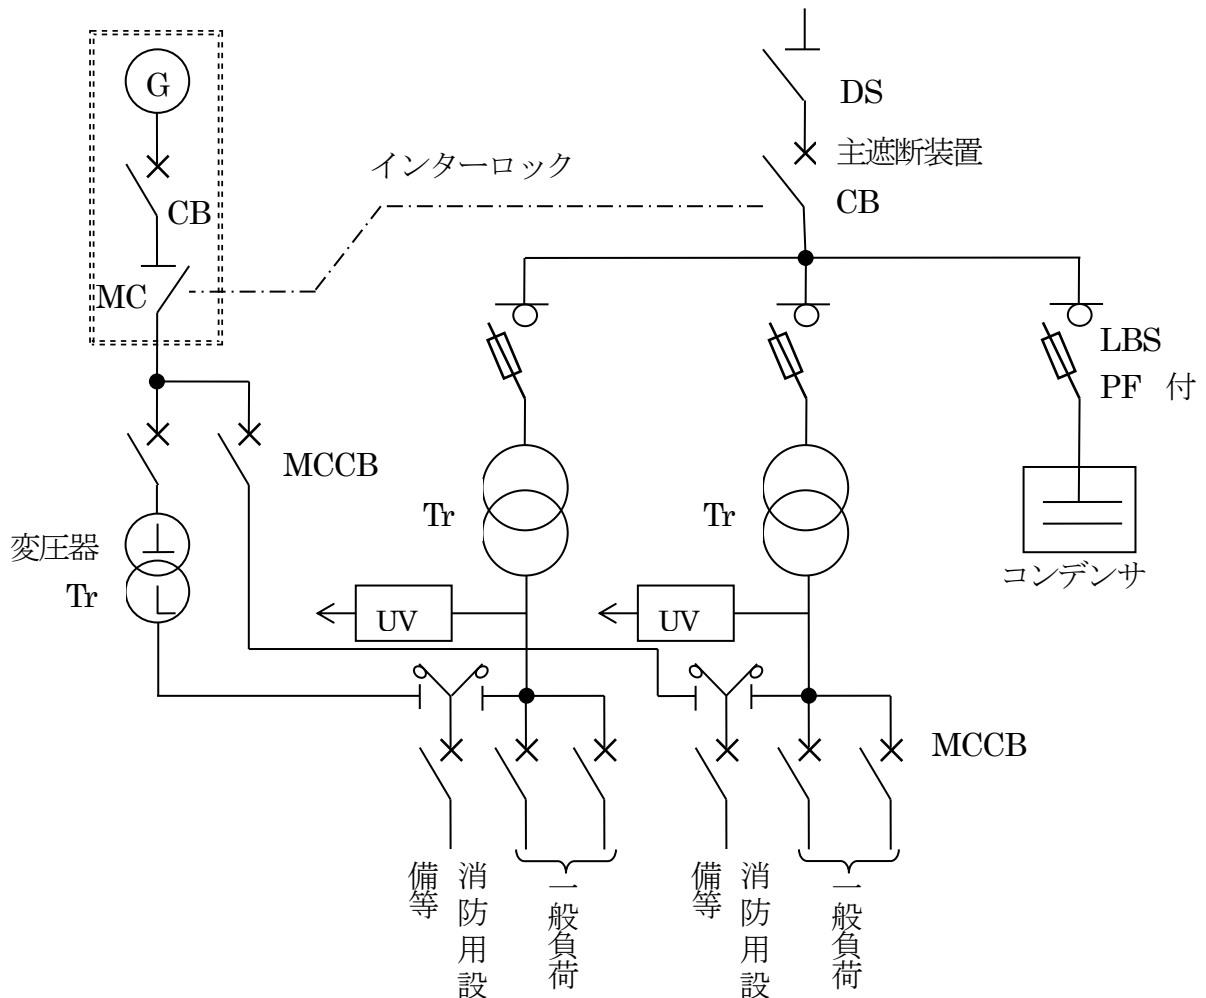 G
DS
主遮断装置
インターロック
CB
CB
MC
LBS
PF 付
MCCB
Tr
Tr
変圧器
Tr
コンデンサ
UV
UV
MCCB
消防用設
備等
一般負荷
消防用設
備等
一般負荷